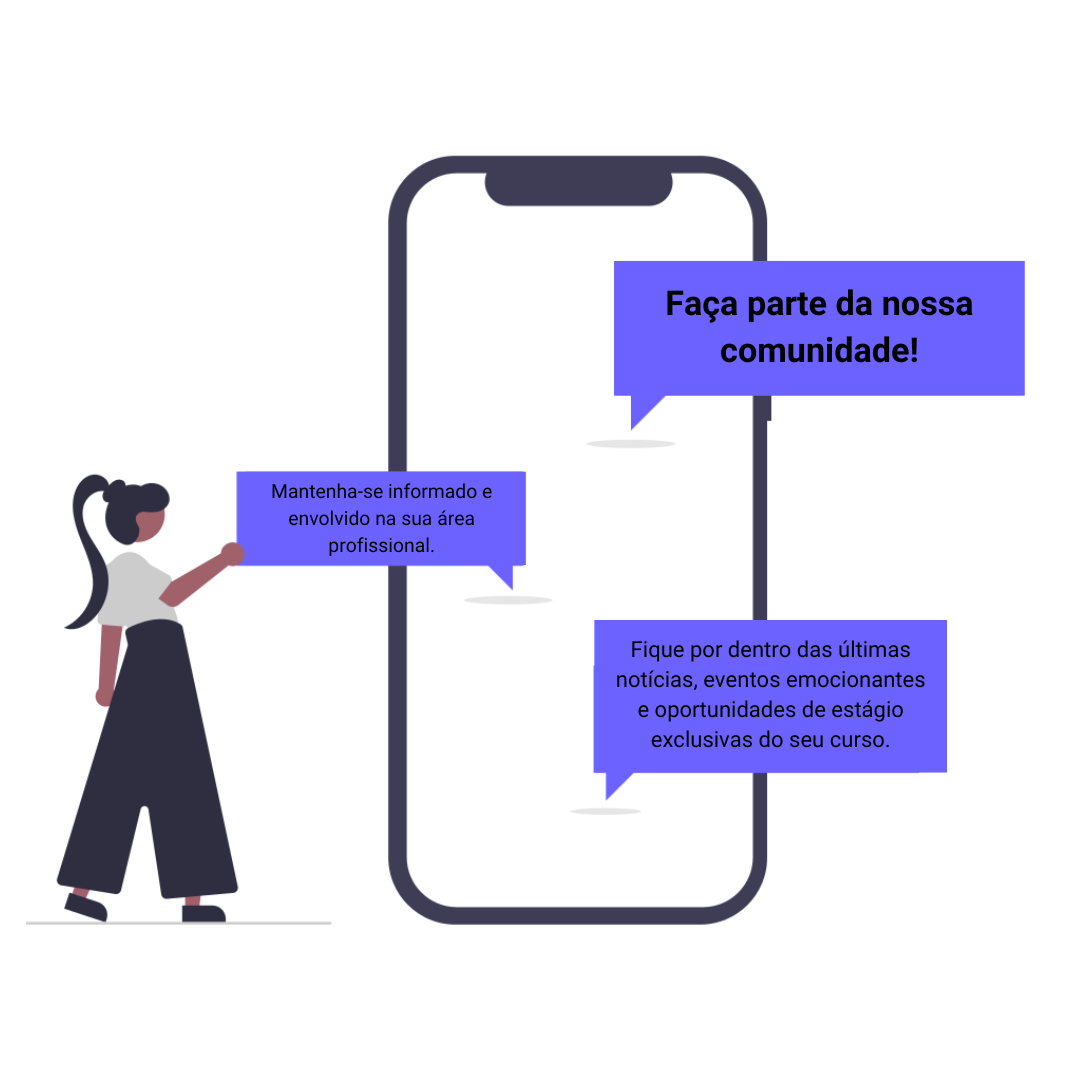 Faça parte da nossa
comunidade!
Mantenha-se informado e
envolvido na sua área
profissional.
Fique por dentro das últimas
notícias, eventos emocionantes
e oportunidades de estágio
exclusivas do seu curso.